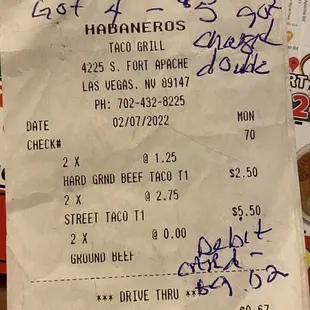 Got 4 - $5 got
HABANEROS
charged
TACO GRILL
double
4225 S. FORT APACHE
LAS VEGAS, NV 89147
PH: 702-432-8225
DATE 02/07/2022 MON
CHECK# 70
2 X @ 1.25
HARD GRND BEEF TACO T1 $2.50
2 X @ 2.75
STREET TACO T1 $5.50
2 X @ 0.00
GROUND BEEF
Debit
*** DRIVE THRU ***